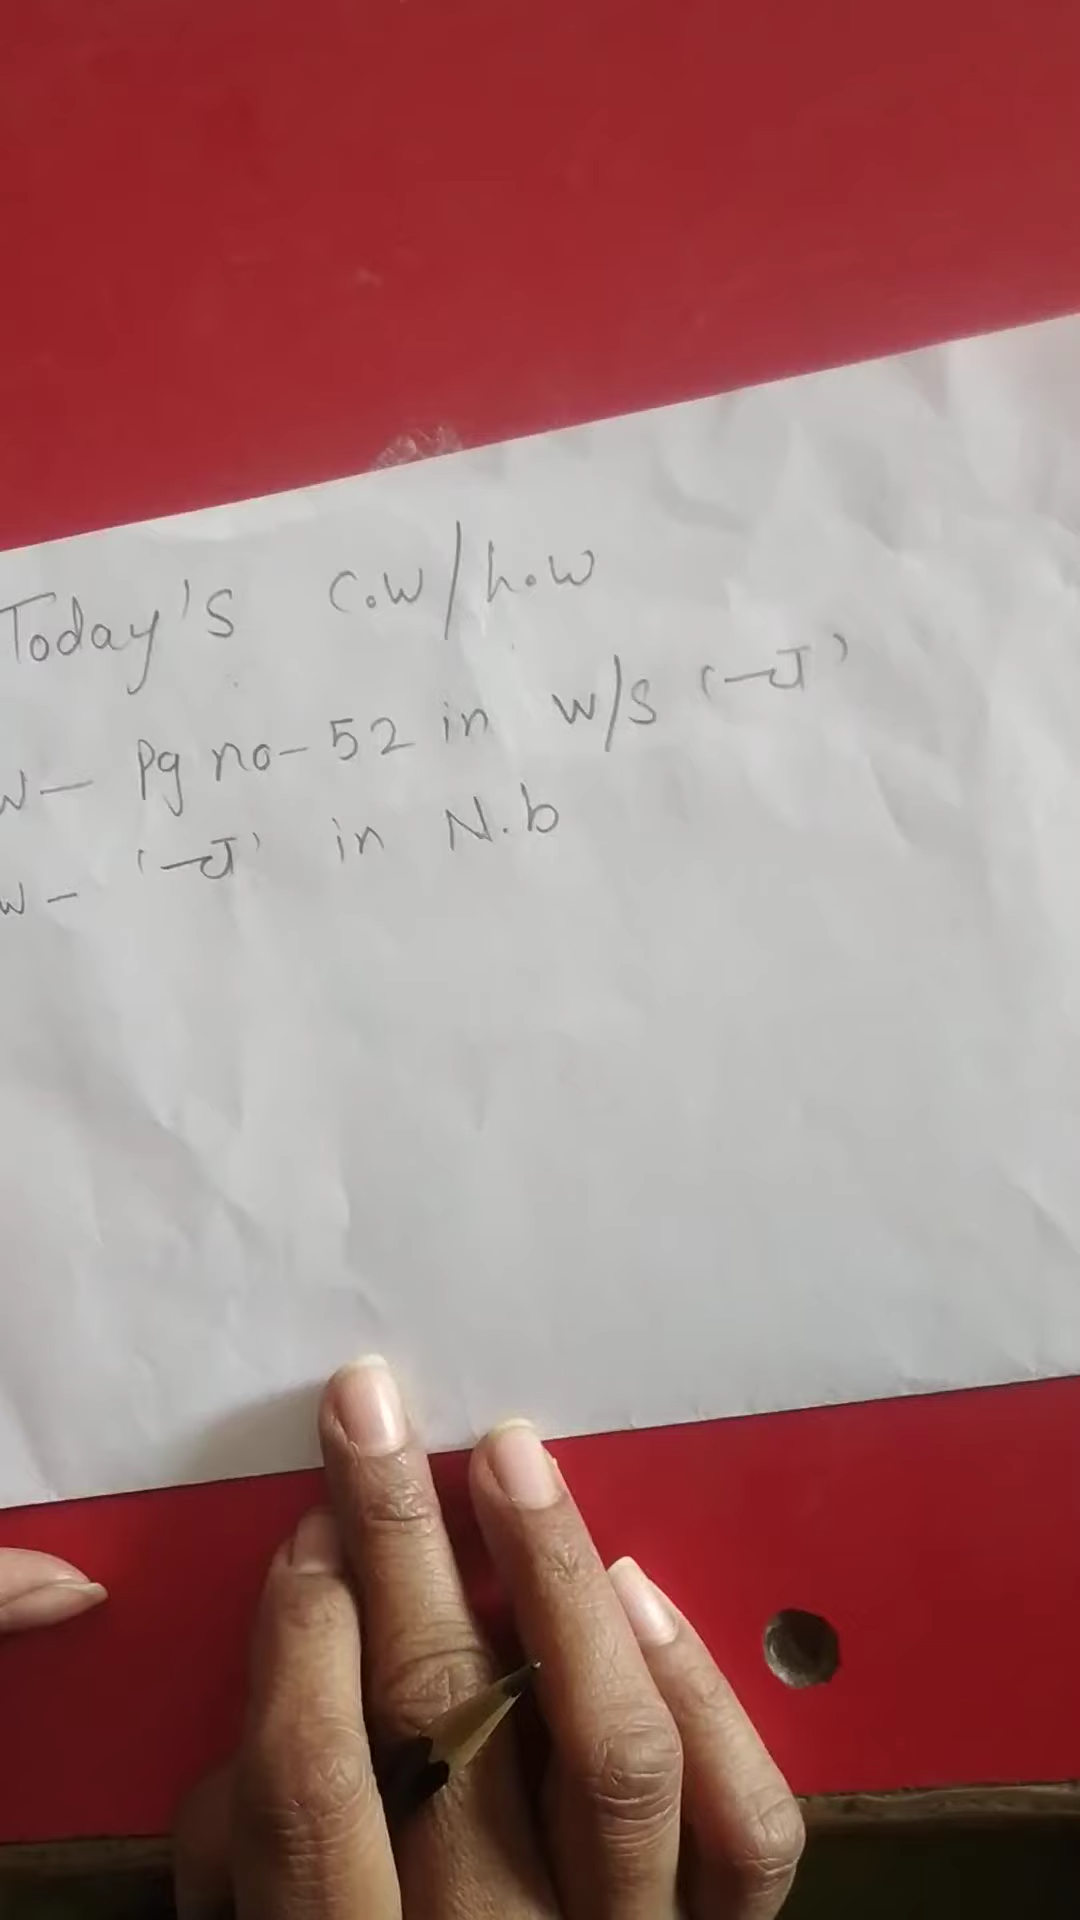 Today's C.W/h.w
W- Pg no-52 in W/S '
' in N.b
W-